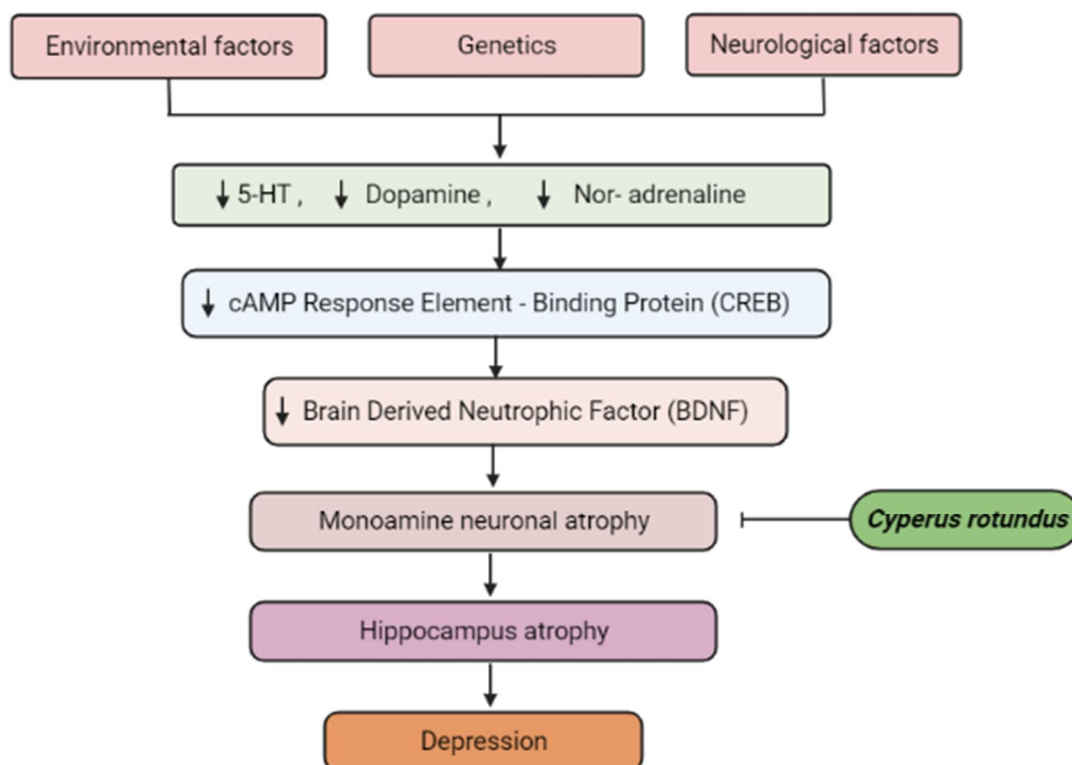 Environmental factors
Genetics
Neurological factors
↓ 5-HT , ↓ Dopamine , ↓ Nor- adrenaline
↓ cAMP Response Element - Binding Protein (CREB)
↓ Brain Derived Neutrophic Factor (BDNF)
Monoamine neuronal atrophy
Cyperus rotundus
Hippocampus atrophy
Depression